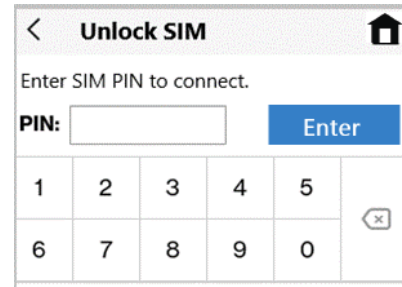 Unlock SIM
Enter SIM PIN to connect.
PIN: Enter
1 2 3 4 5
6 7 8 9 0